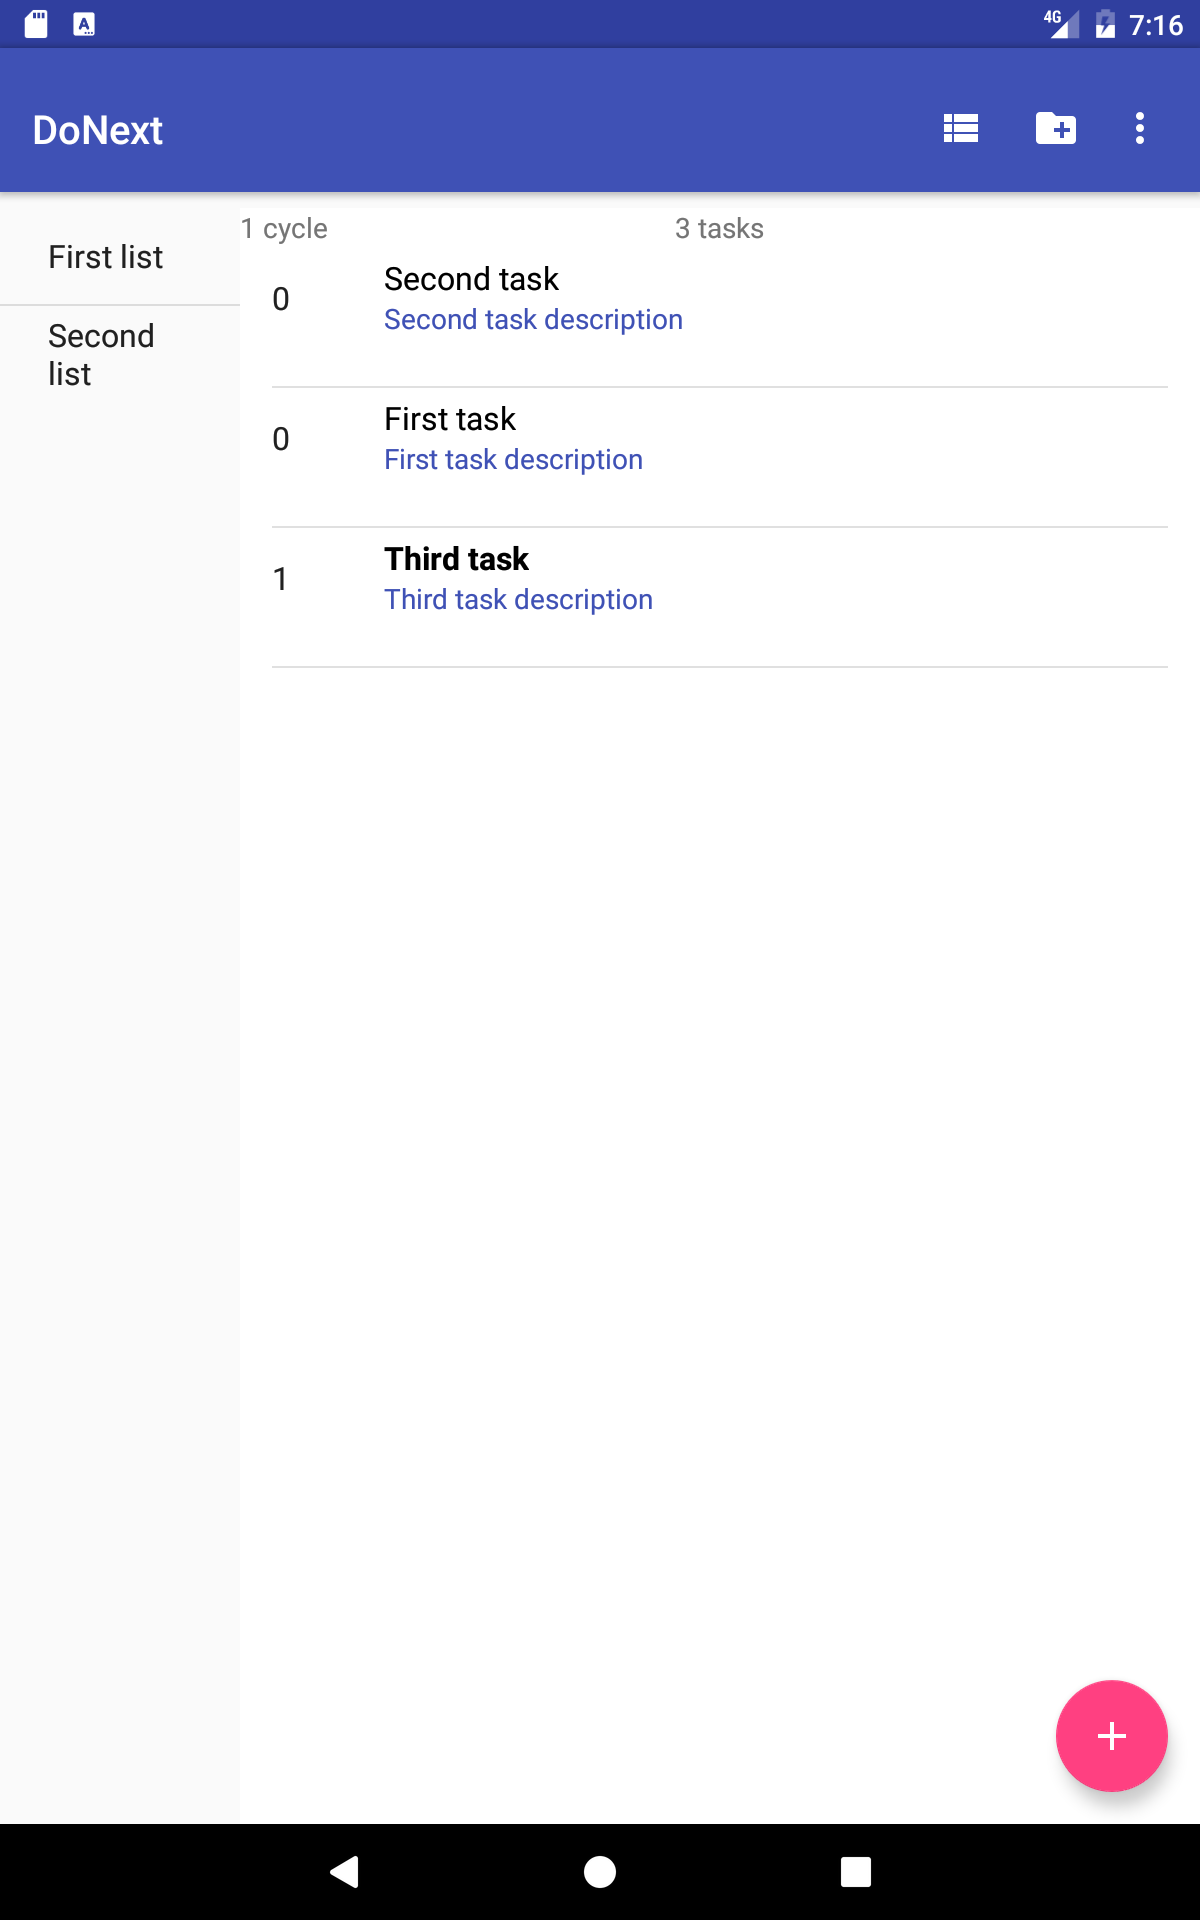 4G 7:16
DoNext
First list
Second
list
1 cycle 3 tasks
0 Second task
Second task description
0 First task
First task description
1 Third task
Third task description